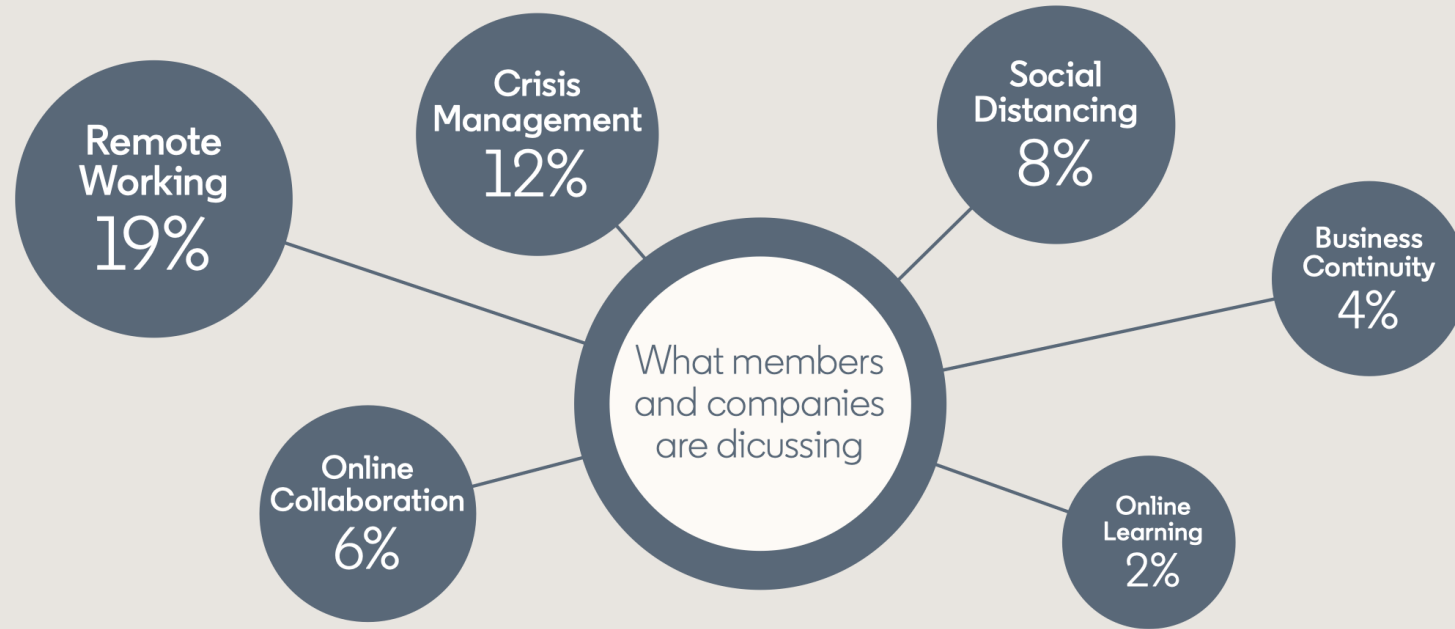 Remote
Working
19%
Crisis
Management
12%
Social
Distancing
8%
Business
Continuity
4%
What members
and companies
are dicussing
Online
Collaboration
6%
Online
Learning
2%